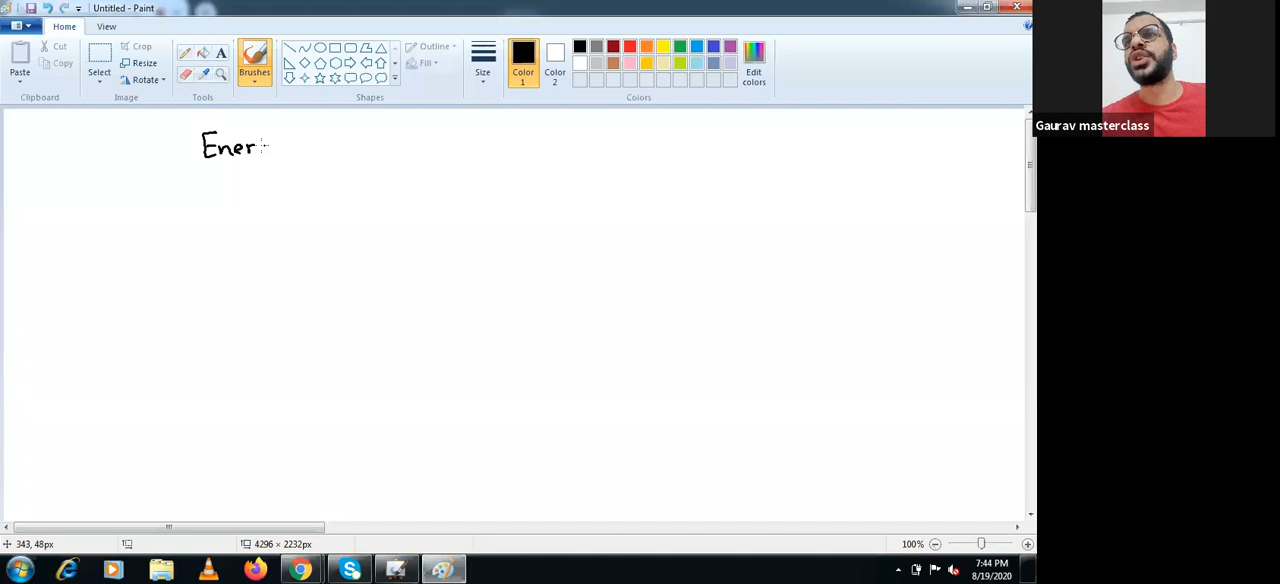 Untitled - Paint
Home
View
Paste
Cut
Copy
Clipboard
Select
Crop
Resize
Rotate
Image
Tools
Brushes
Shapes
Outline
Fill
Size
Color 1
Color 2
Edit colors
Colors
Gaurav masterclass
Ener
343, 48px
4296 × 2232px
100%
7:44 PM
8/19/2020